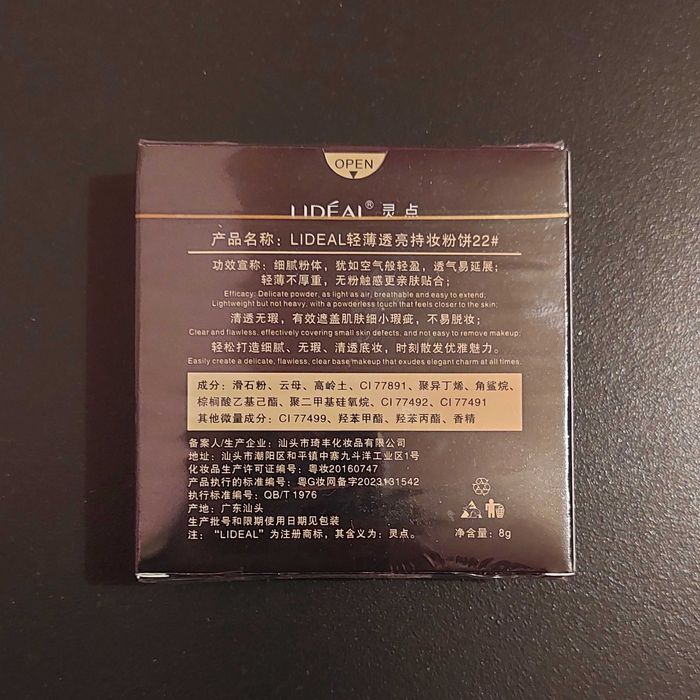 OPEN
LIDÉAL® 灵点
产品名称：LIDEAL轻薄透亮持妆粉饼22#
功效宣称：细腻粉体，犹如空气般轻盈，透气易延展；
轻薄不厚重，无粉触感更亲肤贴合；
Efficacy: Delicate powder, as light as air, breathable and easy to extend;
Lightweight but not heavy, with a powderless touch that feels closer to the skin.
清透无瑕，有效遮盖肌肤细小瑕疵，不易脱妆；
Clear and flawless, effectively covering small skin defects, and not easy to remove makeup;
轻松打造细腻、无瑕、清透底妆，时刻散发优雅魅力。
Easily create a delicate, flawless, clear base makeup that exudes elegant charm at all times.
成分：滑石粉、云母、高岭土、CI 77891、聚异丁烯、角鲨烷、
棕榈酸乙基己酯、聚二甲基硅氧烷、CI 77492、CI 77491
其他微量成分：CI 77499、羟苯甲酯、羟苯丙酯、香精
备案人/生产企业：汕头市琦丰化妆品有限公司
地址：汕头市潮阳区和平镇中寨九斗洋工业区1号
化妆品生产许可证编号：粤妆20160747
产品执行的标准编号：粤G妆网备字2023131542
执行标准编号：QB/T 1976
产地：广东汕头
生产批号和限期使用日期见包装
注：“LIDEAL”为注册商标，其含义为：灵点。
净含量：8g